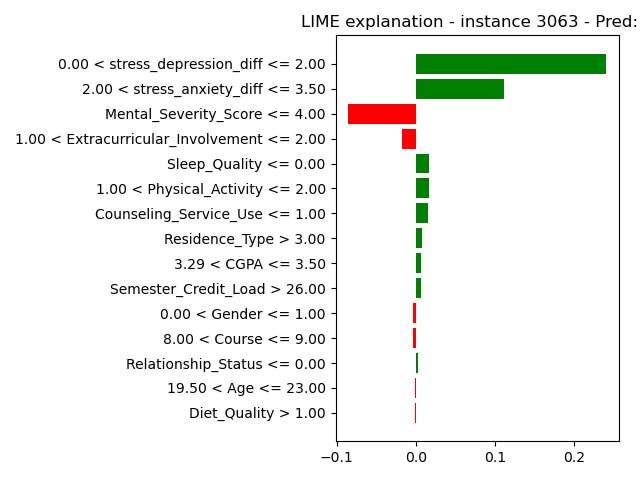 LIME explanation - instance 3063 - Pred:
0.00 < stress_depression_diff <= 2.00
2.00 < stress_anxiety_diff <= 3.50
Mental_Severity_Score <= 4.00
1.00 < Extracurricular_Involvement <= 2.00
Sleep_Quality <= 0.00
1.00 < Physical_Activity <= 2.00
Counseling_Service_Use <= 1.00
Residence_Type > 3.00
3.29 < CGPA <= 3.50
Semester_Credit_Load > 26.00
0.00 < Gender <= 1.00
8.00 < Course <= 9.00
Relationship_Status <= 0.00
19.50 < Age <= 23.00
Diet_Quality > 1.00
−0.1 0.0 0.1 0.2